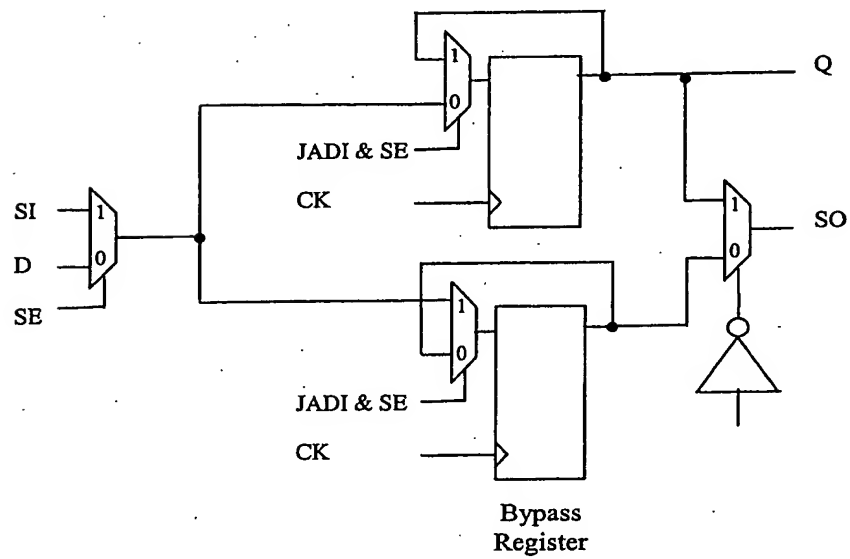 1
Q
0
JADI & SE
SI
1
CK
1
SO
D
0
0
SE
1
0
JADI & SE
CK
Bypass
Register